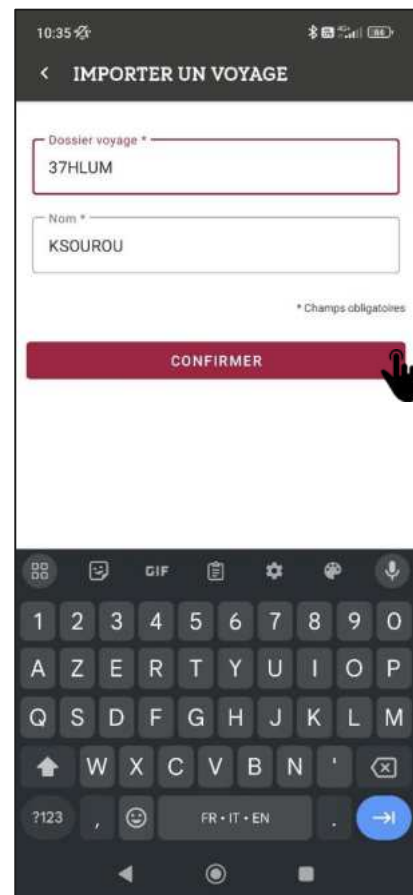 10:35
IMPORTER UN VOYAGE
Dossier voyage *
37HLUM
Nom *
KSOUROU
* Champs obligatoires
CONFIRMER
GIF
1 2 3 4 5 6 7 8 9 0
A Z E R T Y U I O P
Q S D F G H J K L M
W X C V B N '
?123 , FR • IT • EN .